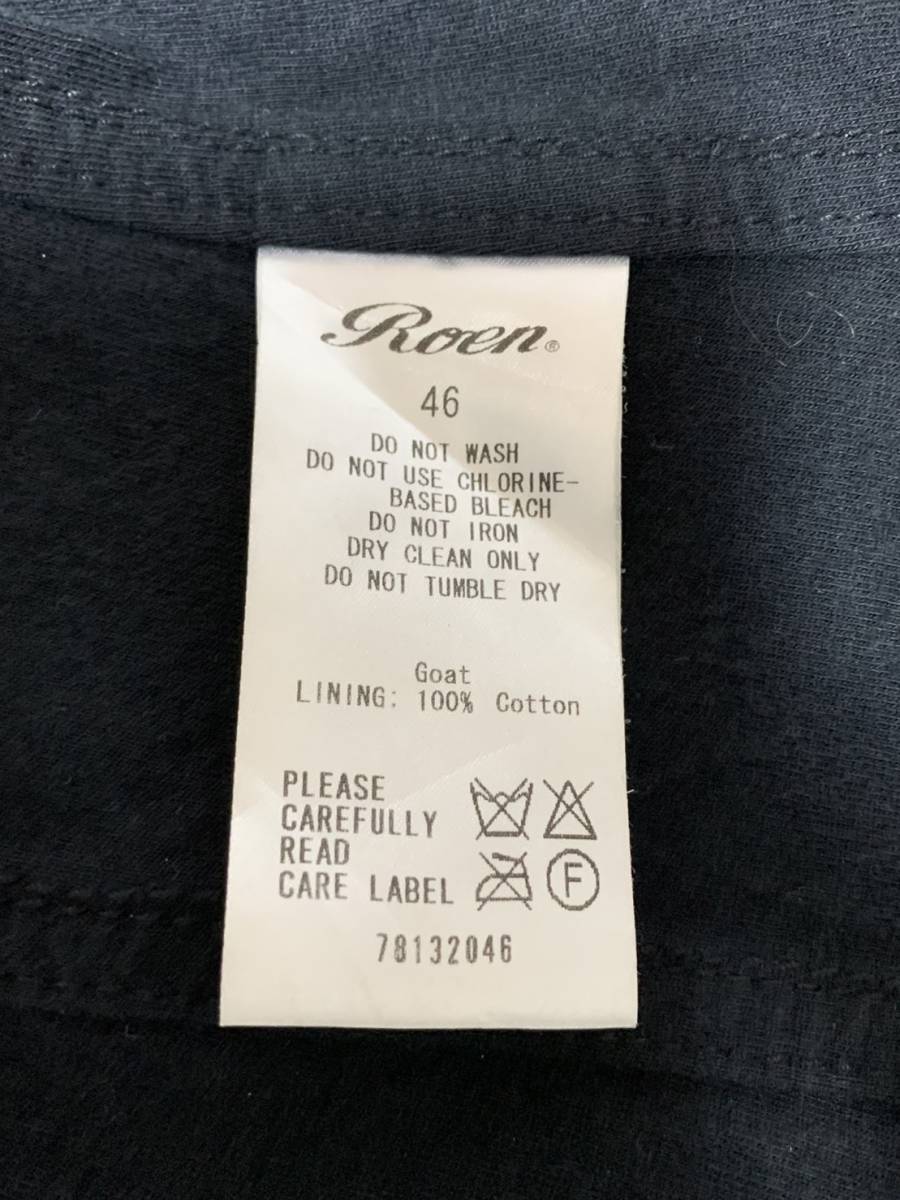 Roen®
46
DO NOT WASH
DO NOT USE CHLORINE-
BASED BLEACH
DO NOT IRON
DRY CLEAN ONLY
DO NOT TUMBLE DRY
Goat
LINING: 100% Cotton
PLEASE
CAREFULLY
READ
CARE LABEL
F
78132046